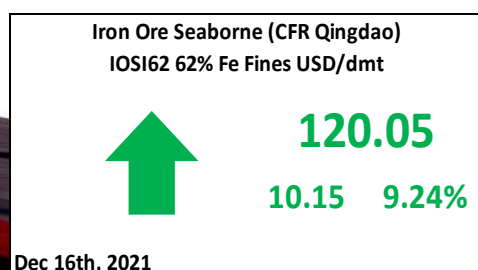 Iron Ore Seaborne (CFR Qingdao)
IOSI62 62% Fe Fines USD/dmt
120.05
10.15 9.24%
Dec 16th, 2021